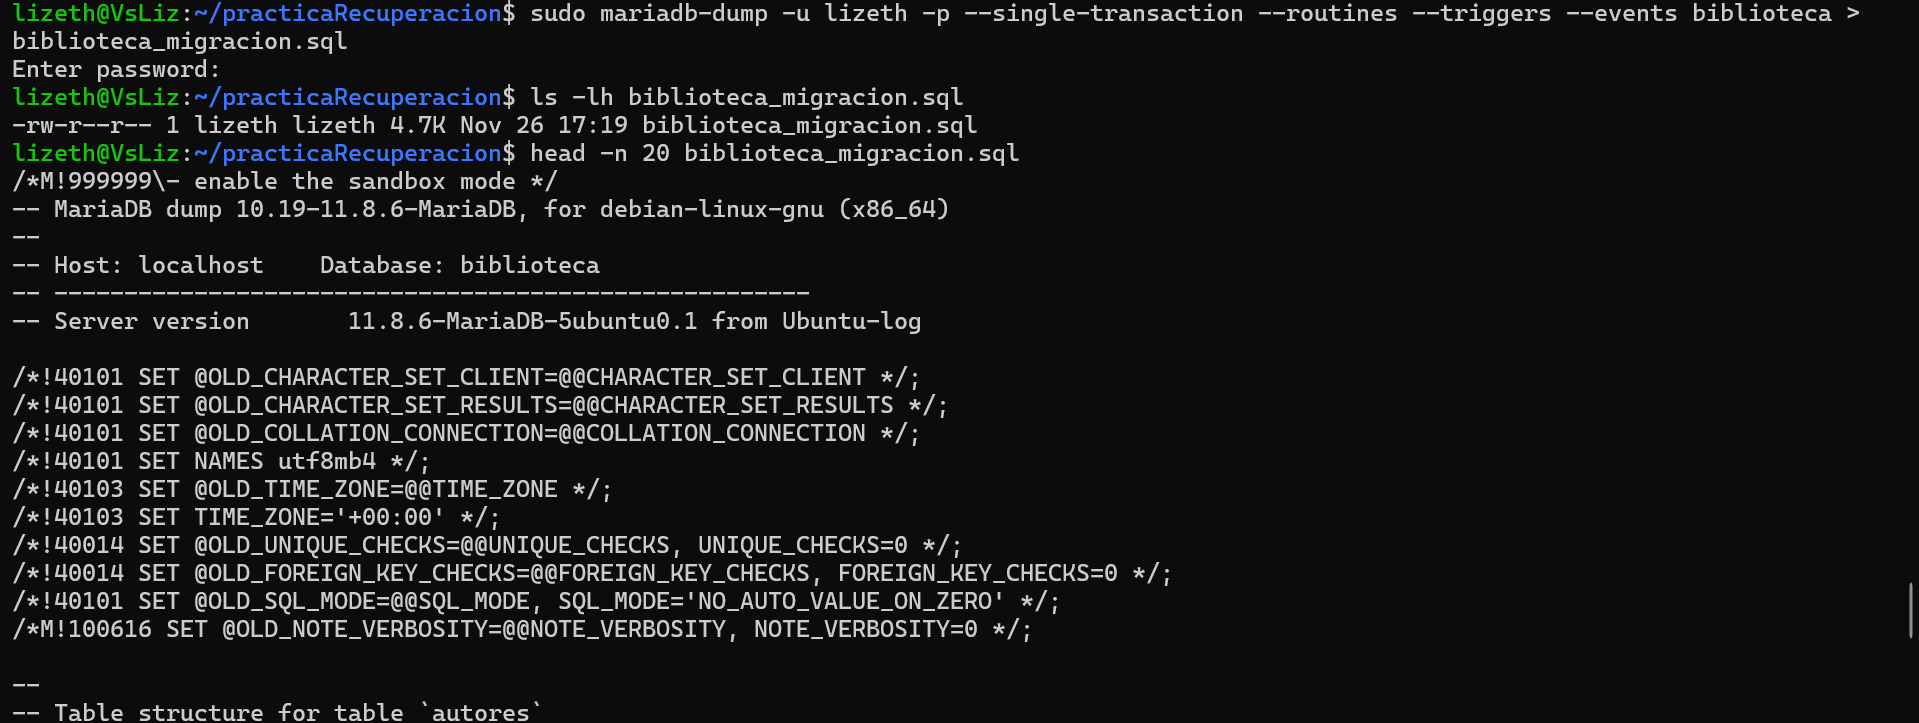 lizeth@VsLiz:~/practicaRecuperacion$ sudo mariadb-dump -u lizeth -p --single-transaction --routines --triggers --events biblioteca >
biblioteca_migracion.sql
Enter password:
lizeth@VsLiz:~/practicaRecuperacion$ ls -lh biblioteca_migracion.sql
-rw-r--r-- 1 lizeth lizeth 4.7K Nov 26 17:19 biblioteca_migracion.sql
lizeth@VsLiz:~/practicaRecuperacion$ head -n 20 biblioteca_migracion.sql
/*M!999999\- enable the sandbox mode */
-- MariaDB dump 10.19-11.8.6-MariaDB, for debian-linux-gnu (x86_64)
--
-- Host: localhost    Database: biblioteca
-- ------------------------------------------------------
-- Server version       11.8.6-MariaDB-5ubuntu0.1 from Ubuntu-log

/*!40101 SET @OLD_CHARACTER_SET_CLIENT=@@CHARACTER_SET_CLIENT */;
/*!40101 SET @OLD_CHARACTER_SET_RESULTS=@@CHARACTER_SET_RESULTS */;
/*!40101 SET @OLD_COLLATION_CONNECTION=@@COLLATION_CONNECTION */;
/*!40101 SET NAMES utf8mb4 */;
/*!40103 SET @OLD_TIME_ZONE=@@TIME_ZONE */;
/*!40103 SET TIME_ZONE='+00:00' */;
/*!40014 SET @OLD_UNIQUE_CHECKS=@@UNIQUE_CHECKS, UNIQUE_CHECKS=0 */;
/*!40014 SET @OLD_FOREIGN_KEY_CHECKS=@@FOREIGN_KEY_CHECKS, FOREIGN_KEY_CHECKS=0 */;
/*!40101 SET @OLD_SQL_MODE=@@SQL_MODE, SQL_MODE='NO_AUTO_VALUE_ON_ZERO' */;
/*M!100616 SET @OLD_NOTE_VERBOSITY=@@NOTE_VERBOSITY, NOTE_VERBOSITY=0 */;

--
-- Table structure for table `autores`